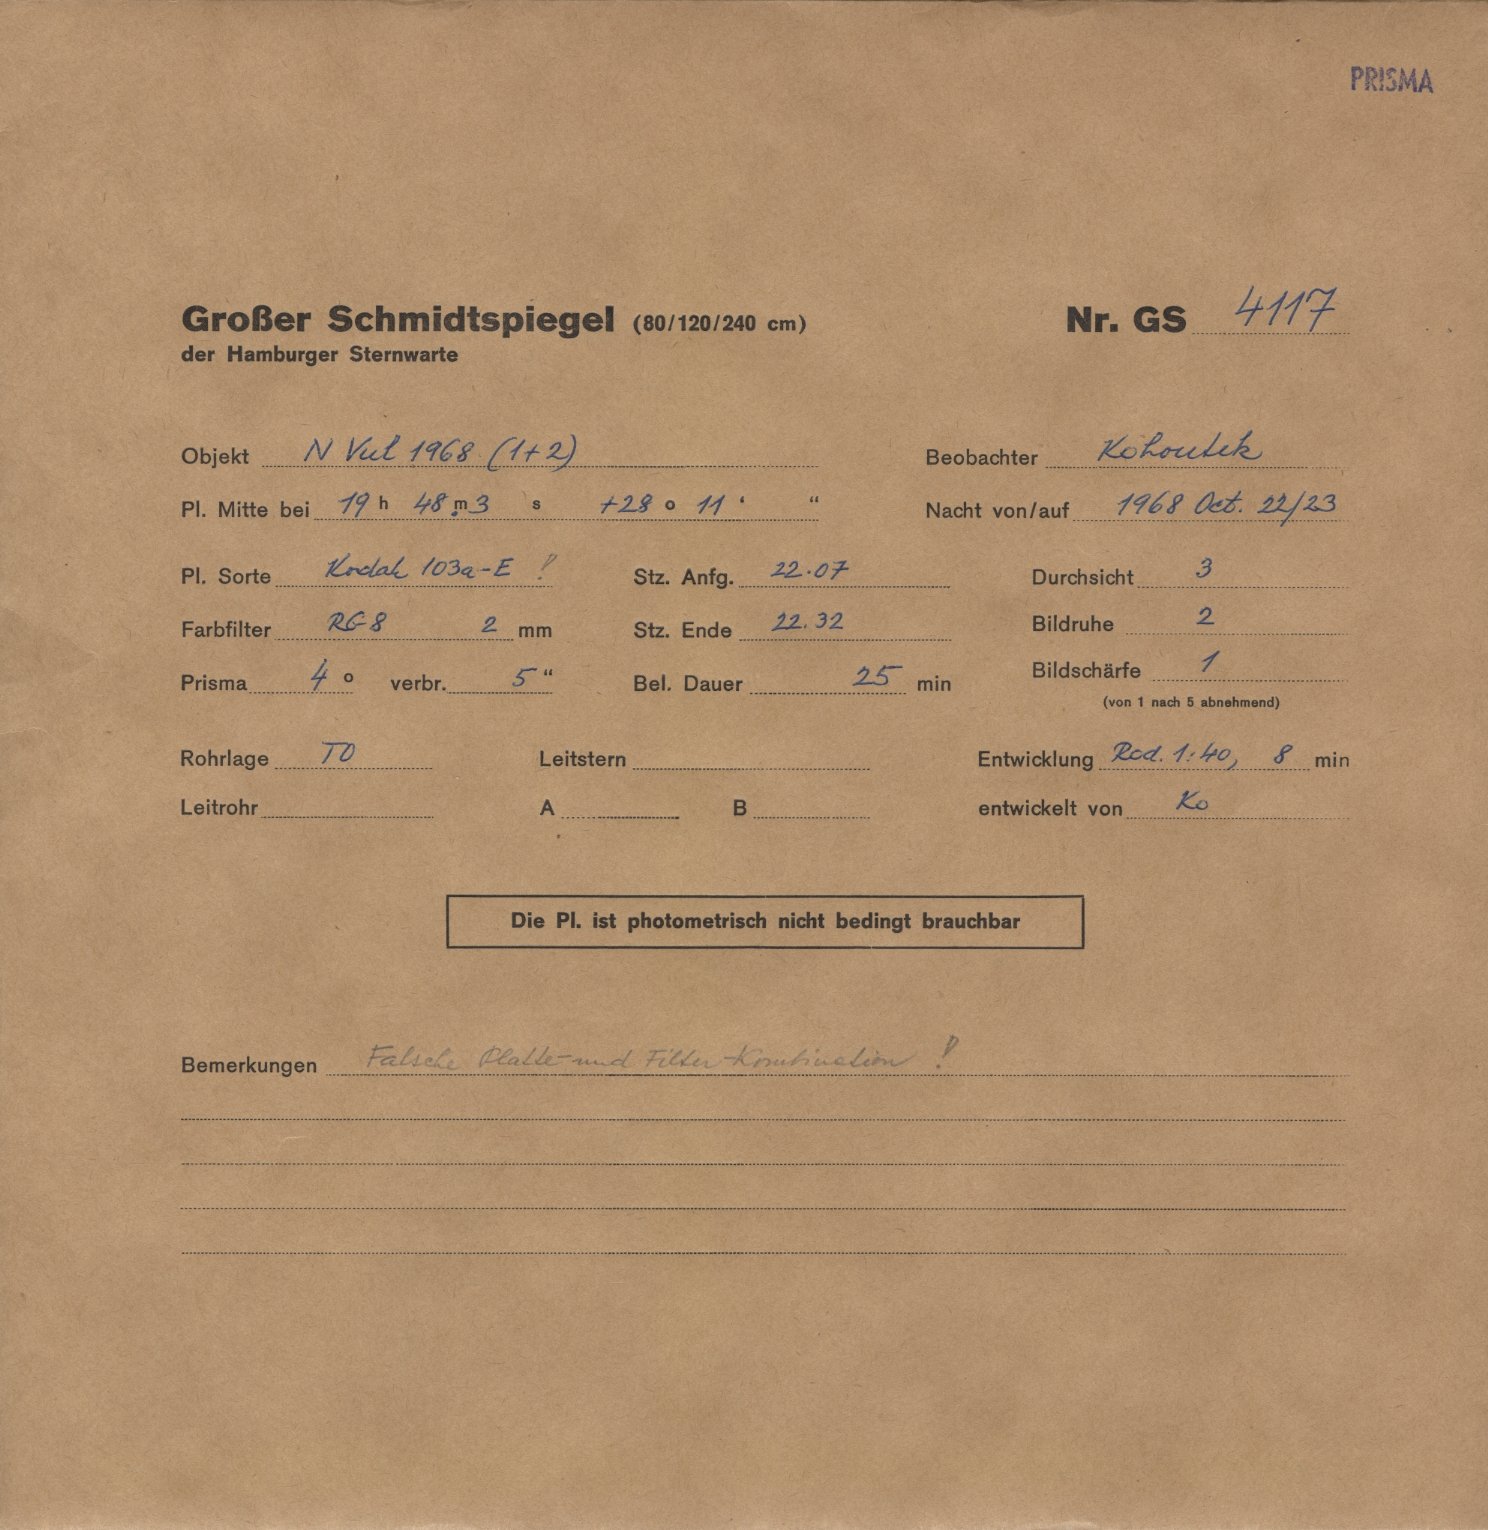 PRISMA
Großer Schmidtspiegel (80/120/240 cm) Nr. GS 4117
der Hamburger Sternwarte
Objekt N Vul 1968 (1+2) Beobachter Kohoutek
Pl. Mitte bei 19 h 48 m. 3 s +28 o 11 ' " Nacht von/auf 1968 Oct. 22/23
Pl. Sorte Kodak 103a-E ! Stz. Anfg. 22.07 Durchsicht 3
Farbfilter RG8 2 mm Stz. Ende 22.32 Bildruhe 2
Prisma 4 o verbr. 5 " Bel. Dauer 25 min Bildschärfe 1
(von 1 nach 5 abnehmend)
Rohrlage TO Leitstern Entwicklung Rod. 1:40, 8 min
Leitrohr A B entwickelt von Ko
Die Pl. ist photometrisch nicht bedingt brauchbar
Bemerkungen Falsche Platte- und Filter-Kombination !